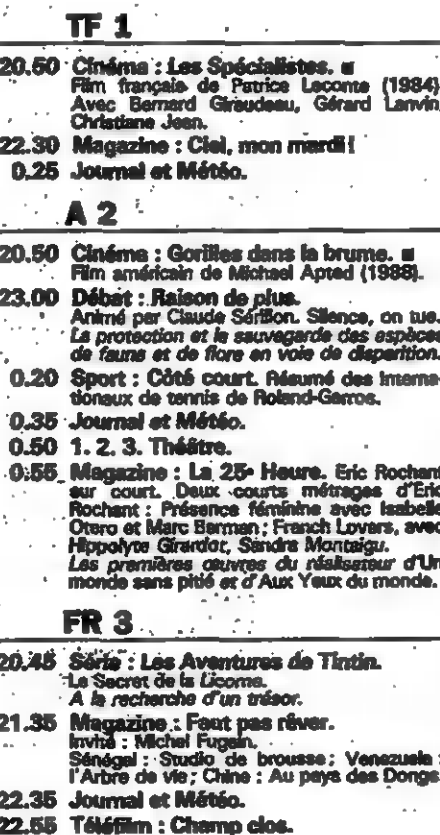 TF 1
20.50 Cinéma : Les Spécialistes. ■
Film français de Patrice Leconte (1984).
Avec Bernard Giraudeau, Gérard Lanvin,
Christiane Jean.
22.30 Magazine : Ciel, mon mardi !
0.25 Journal et Météo.
A 2
20.50 Cinéma : Gorilles dans la brume. ■
Film américain de Michael Apted (1988).
23.00 Débat : Raison de plus.
Animé par Claude Sérillon. Silence, on tue.
La protection et la sauvegarde des espèces
de faune et de flore en voie de disparition.
0.20 Sport : Côté court. Résumé des Interna-
tionaux de tennis de Roland-Garros.
0.35 Journal et Météo.
0.50 1. 2. 3. Théâtre.
0.55 Magazine : La 25e Heure. Eric Rochant
sur court. Deux courts métrages d'Eric
Rochant : Présence féminine avec Isabelle
Otero et Marc Berman ; French Lovers, avec
Hippolyte Girardot, Sandra Montaigu.
Les premières œuvres du réalisateur d'Un
monde sans pitié et d'Aux Yeux du monde.
FR 3
20.45 Série : Les Aventures de Tintin.
Le Secret de la Licorne.
A la recherche d'un trésor.
21.35 Magazine : Faut pas rêver.
Invité : Michel Fugain.
Sénégal : Studio de brousse ; Venezuela :
l'Arbre de vie ; Chine : Au pays des Dongs.
22.35 Journal et Météo.
22.55 Téléfilm : Champ clos.